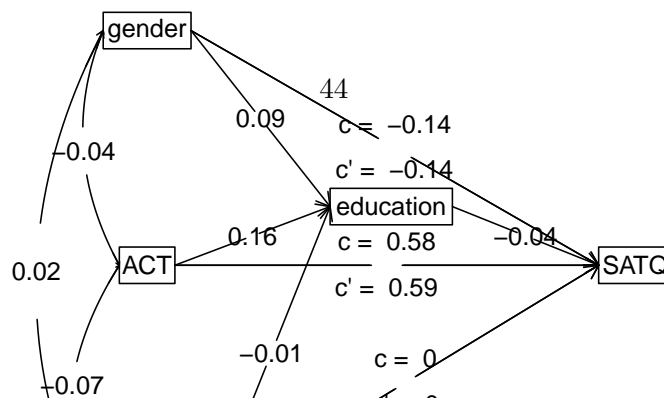 gender
44
0.09
c = −0.14
−0.04
c' = −0.14
education
0.16
c = 0.58
−0.04
0.02
ACT
SATQ
c' = 0.59
−0.01
c = 0
−0.07